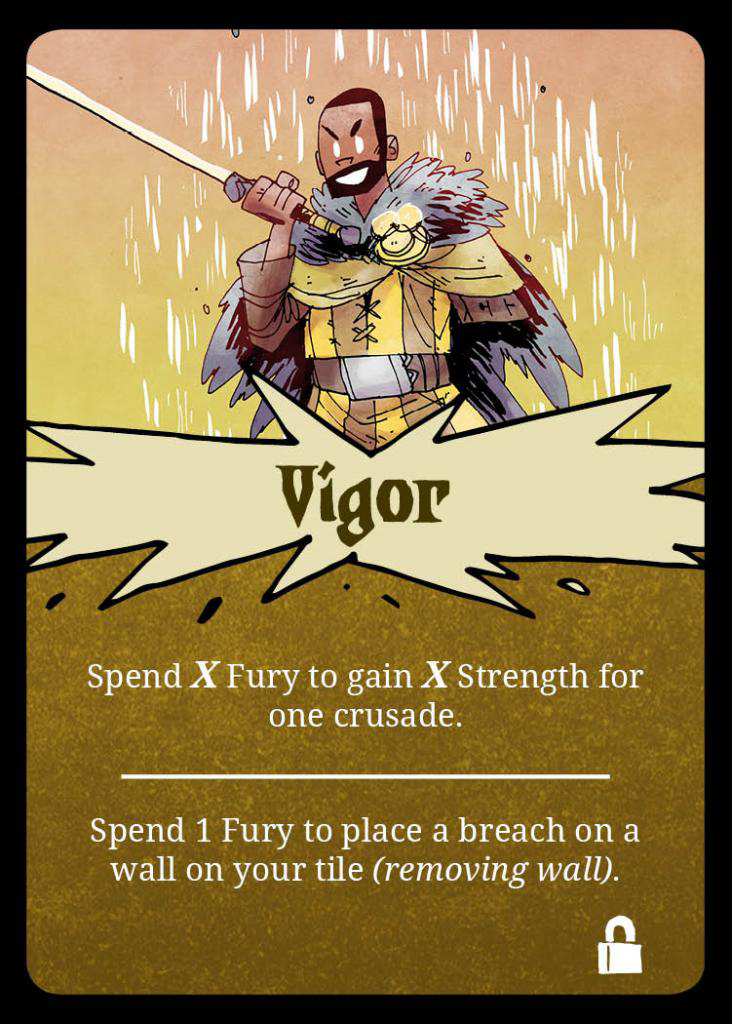 Vigor
Spend X Fury to gain X Strength for
one crusade.
Spend 1 Fury to place a breach on a
wall on your tile (removing wall).